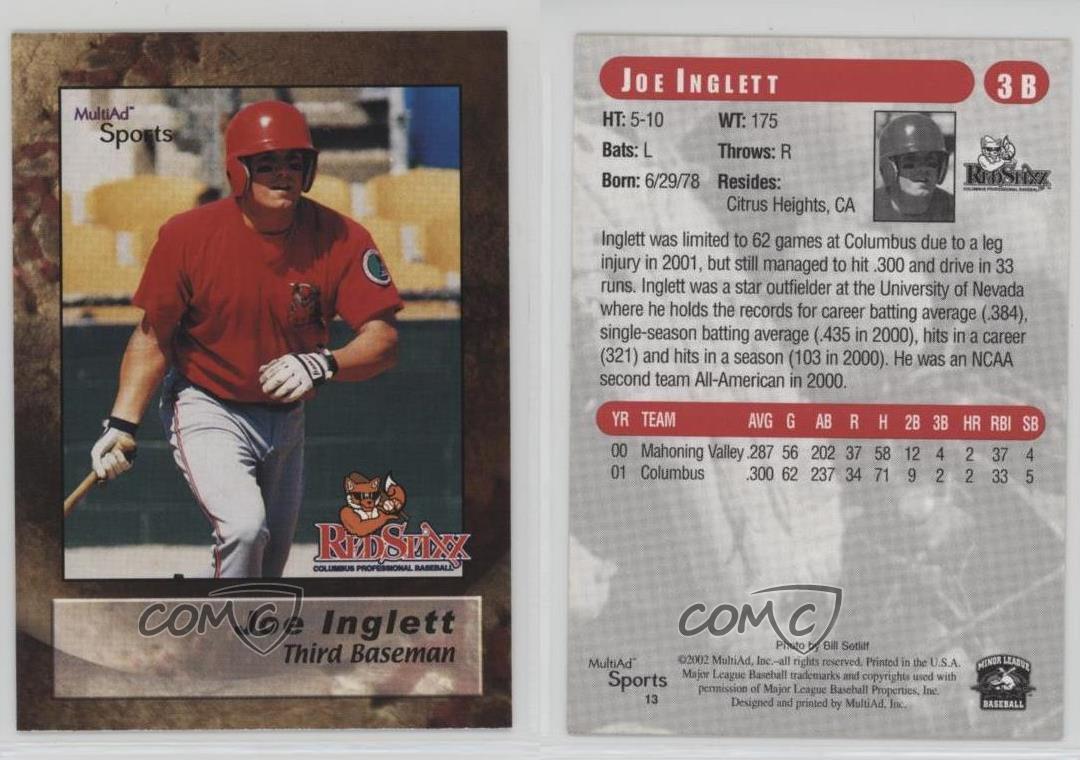 MultiAd™
Sports
REDSTIXX
COLUMBUS PROFESSIONAL BASEBALL
Joe Inglett
Third Baseman
COMC
JOE INGLETT
3B
HT: 5-10 WT: 175
Bats: L Throws: R
Born: 6/29/78 Resides:
Citrus Heights, CA
REDSTIXX
COLUMBUS PROFESSIONAL BASEBALL
Inglett was limited to 62 games at Columbus due to a leg
injury in 2001, but still managed to hit .300 and drive in 33
runs. Inglett was a star outfielder at the University of Nevada
where he holds the records for career batting average (.384),
single-season batting average (.435 in 2000), hits in a career
(321) and hits in a season (103 in 2000). He was an NCAA
second team All-American in 2000.
YR TEAM AVG G AB R H 2B 3B HR RBI SB
00 Mahoning Valley .287 56 202 37 58 12 4 2 37 4
01 Columbus .300 62 237 34 71 9 2 2 33 5
COMC
Photo by Bill Setliff
©2002 MultiAd, Inc.–all rights reserved. Printed in the U.S.A.
Major League Baseball trademarks and copyrights used with
permission of Major League Baseball Properties, Inc.
Designed and printed by MultiAd, Inc.
MultiAd™
Sports
13
MINOR LEAGUE
BASEBALL